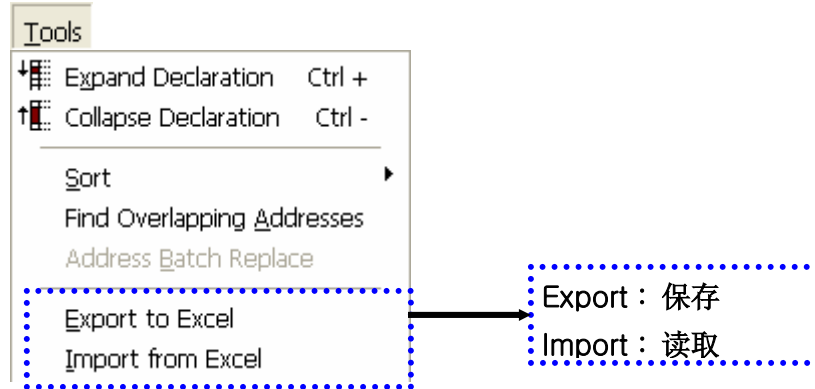 Tools
Expand Declaration Ctrl +
Collapse Declaration Ctrl -
Sort
Find Overlapping Addresses
Address Batch Replace
Export to Excel
Import from Excel
Export：保存
Import：读取